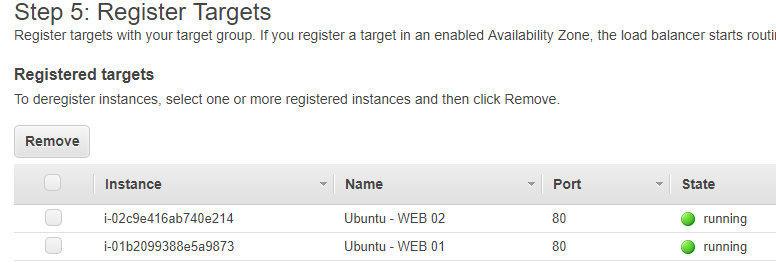 Step 5: Register Targets
Register targets with your target group. If you register a target in an enabled Availability Zone, the load balancer starts
Registered targets
To deregister instances, select one or more registered instances and then click Remove.
Remove
Instance Name Port State
i-02c9e416ab740e214 Ubuntu - WEB 02 80 running
i-01b2099388e5a9873 Ubuntu - WEB 01 80 running